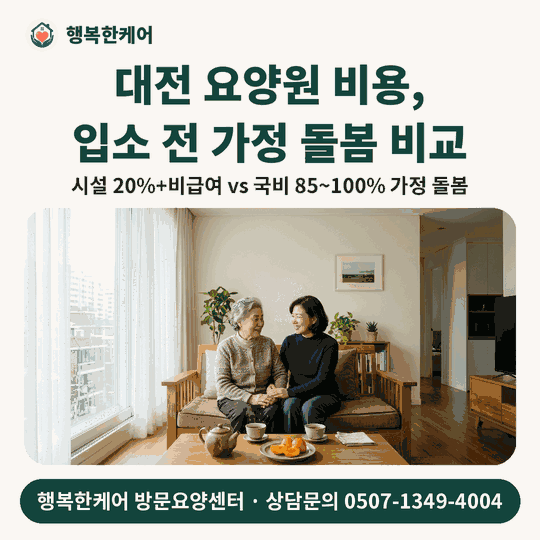 행복한케어
대전 요양원 비용,
입소 전 가정 돌봄 비교
시설 20%+비급여 vs 국비 85~100% 가정 돌봄
행복한케어 방문요양센터 · 상담문의 0507-1349-4004